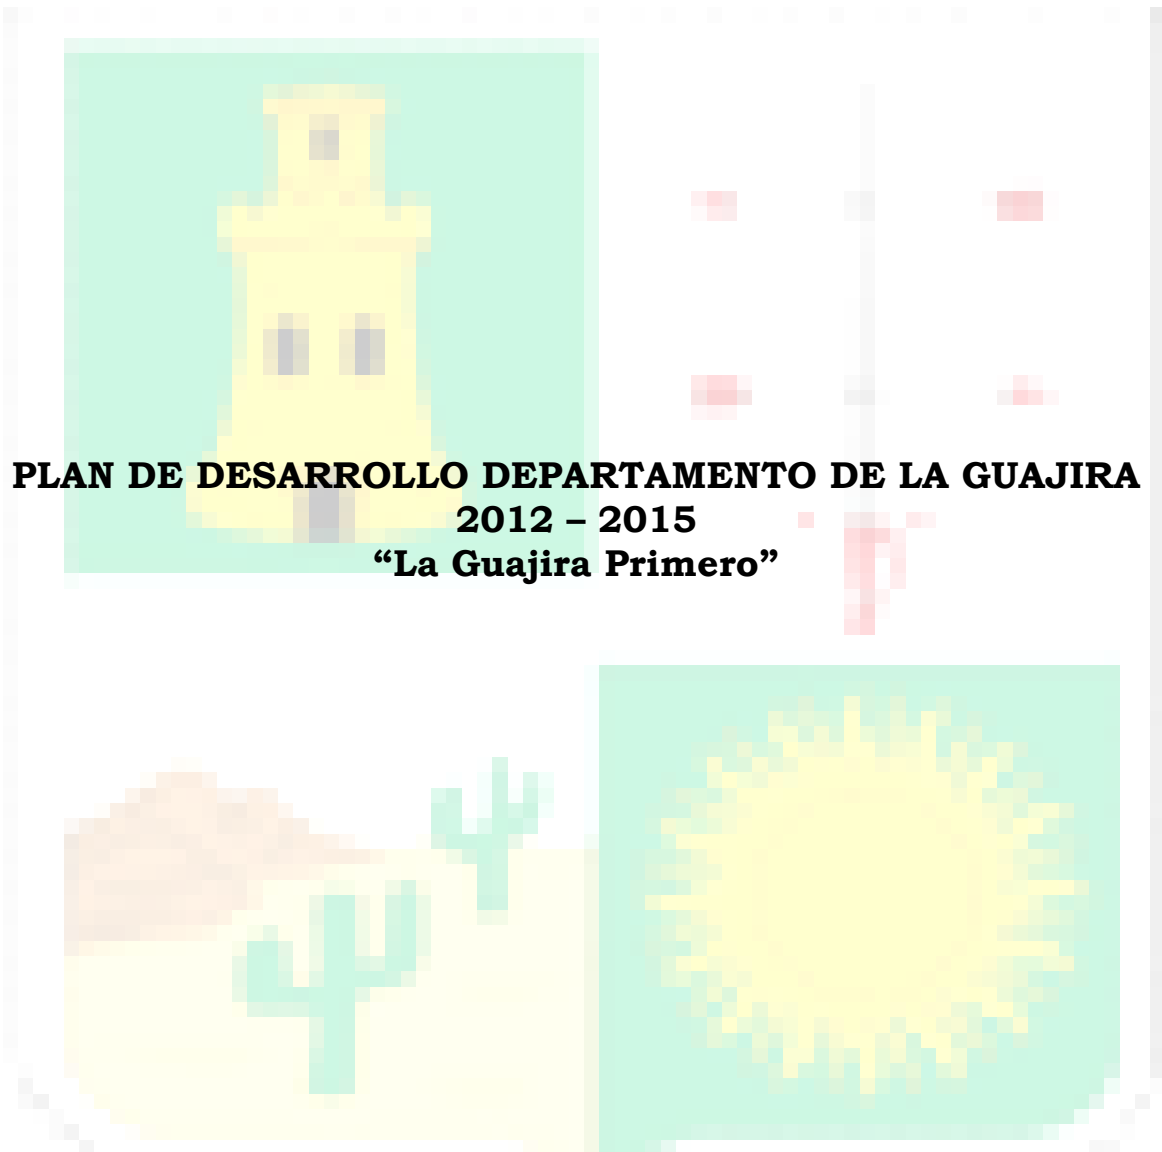 PLAN DE DESARROLLO DEPARTAMENTO DE LA GUAJIRA
2012 – 2015
“La Guajira Primero”